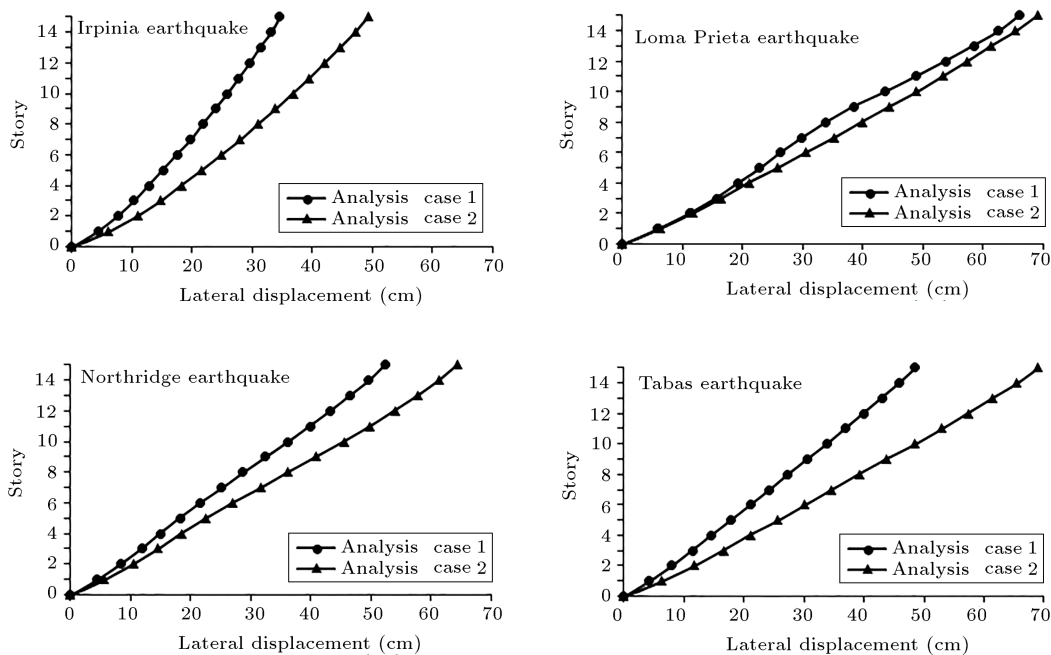 Irpinia earthquake
Story
14
12
10
8
6
4
2
0
Analysis case 1
Analysis case 2
0 10 20 30 40 50 60 70
Lateral displacement (cm)
Loma Prieta earthquake
Story
14
12
10
8
6
4
2
0
Analysis case 1
Analysis case 2
0 10 20 30 40 50 60 70
Lateral displacement (cm)
Northridge earthquake
Story
14
12
10
8
6
4
2
0
Analysis case 1
Analysis case 2
0 10 20 30 40 50 60 70
Lateral displacement (cm)
Tabas earthquake
Story
14
12
10
8
6
4
2
0
Analysis case 1
Analysis case 2
0 10 20 30 40 50 60 70
Lateral displacement (cm)